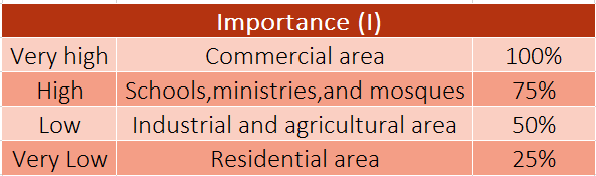 Importance (I)
Very high Commercial area 100%
High Schools,ministries,and mosques 75%
Low Industrial and agricultural area 50%
Very Low Residential area 25%